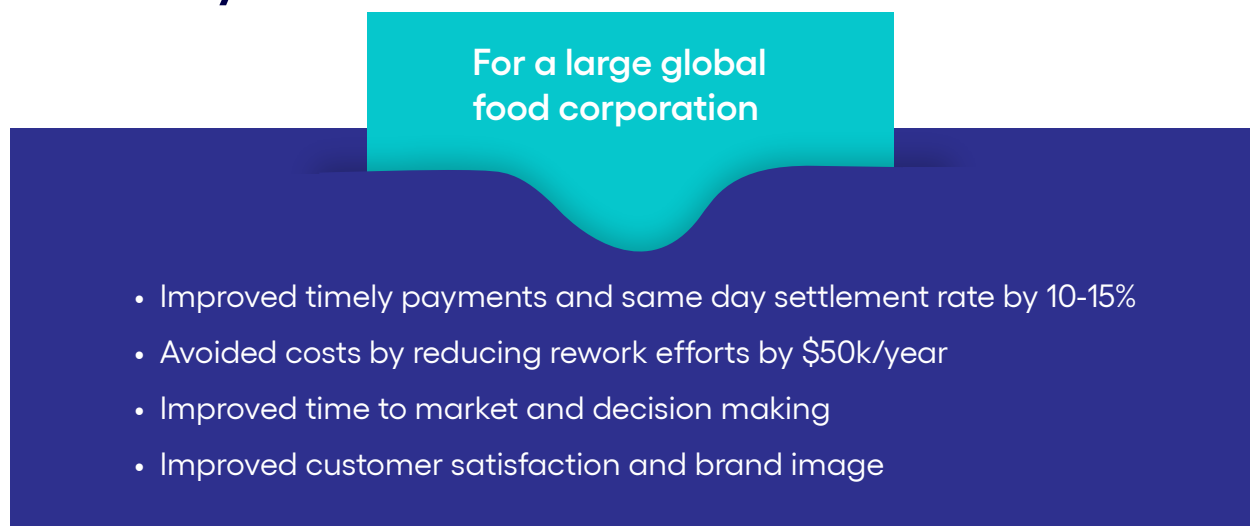 For a large global
food corporation
• Improved timely payments and same day settlement rate by 10-15%
• Avoided costs by reducing rework efforts by $50k/year
• Improved time to market and decision making
• Improved customer satisfaction and brand image